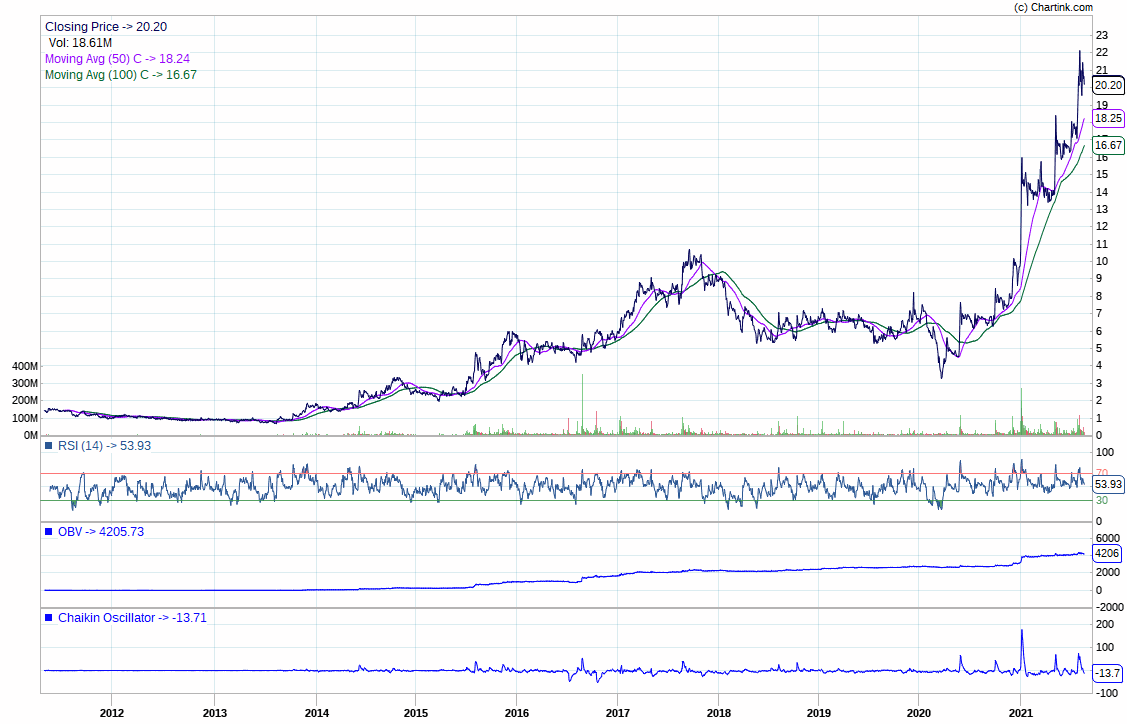 (c) Chartink.com
Closing Price -> 20.20
Vol: 18.61M
Moving Avg (50) C -> 18.24
Moving Avg (100) C -> 16.67
23
22
21
20.20
19
18.25
16.67
16
15
14
13
12
11
10
9
8
7
6
5
4
3
2
1
0
400M
300M
200M
100M
0M
RSI (14) -> 53.93
100
70
53.93
30
0
OBV -> 4205.73
6000
4206
2000
0
-2000
Chaikin Oscillator -> -13.71
200
100
-13.7
-100
2012 2013 2014 2015 2016 2017 2018 2019 2020 2021